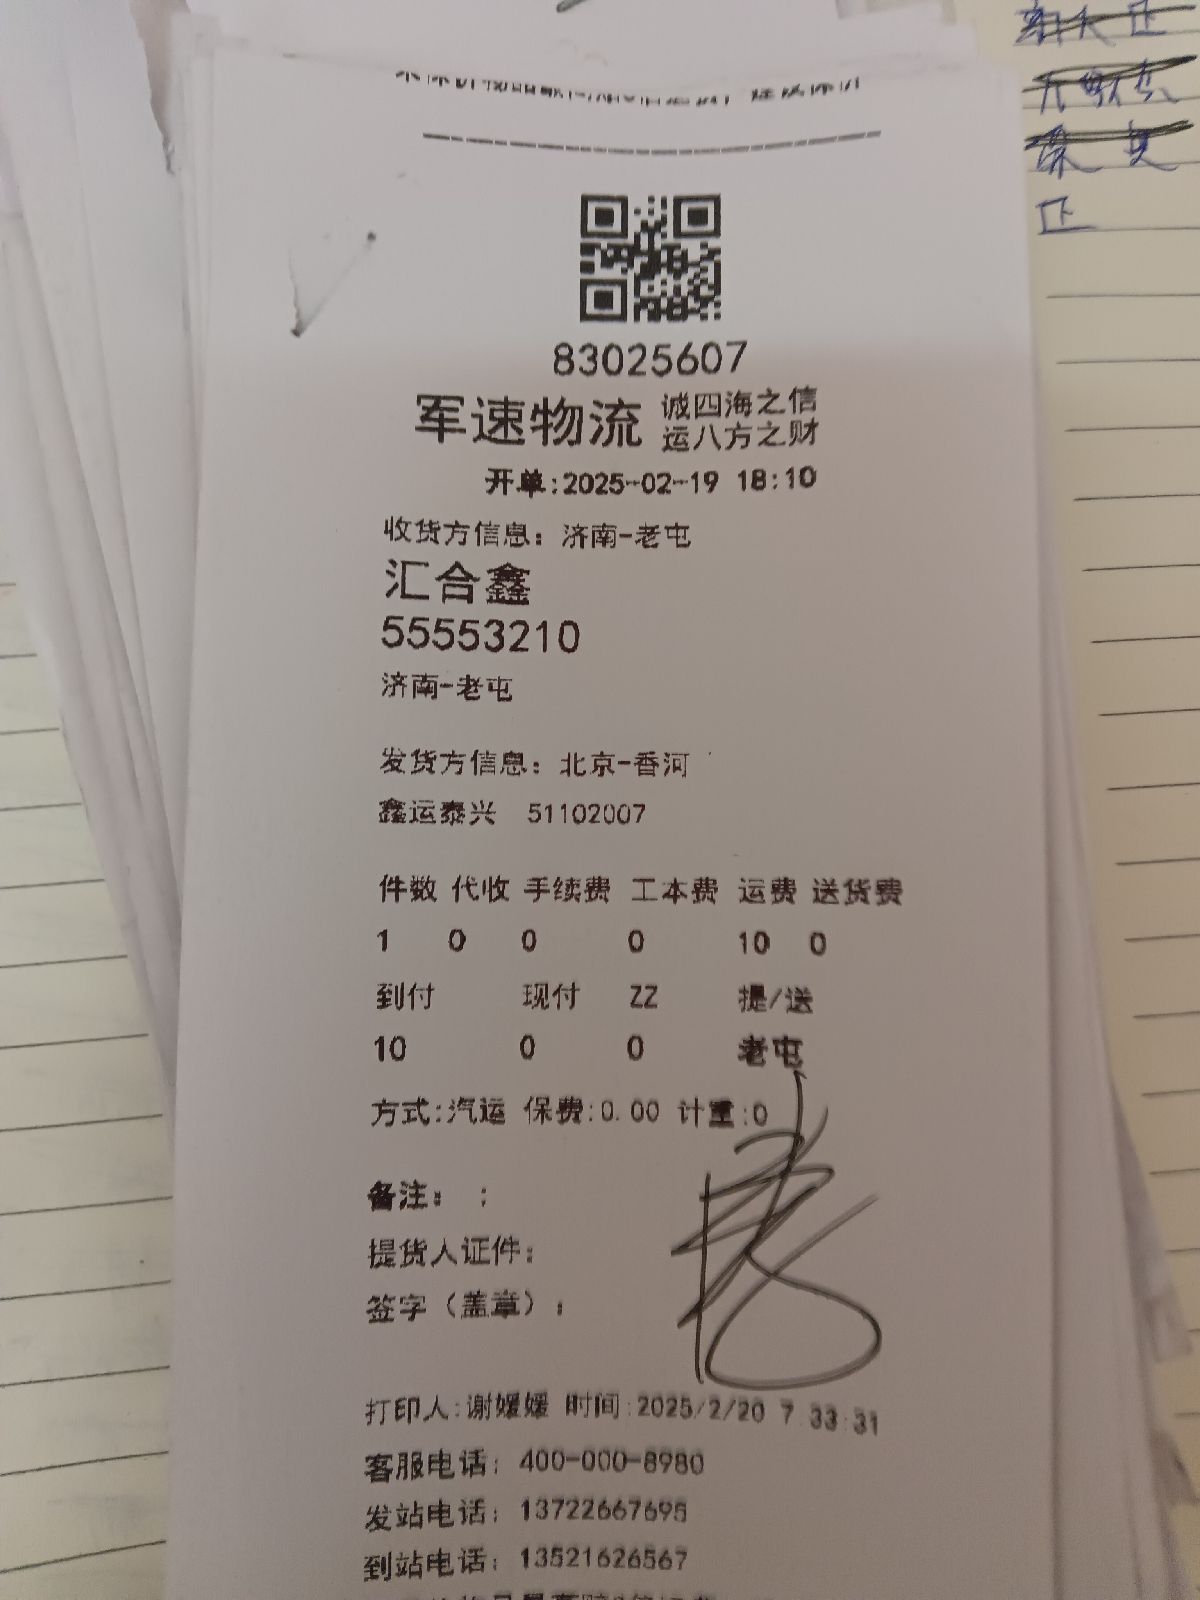 83025607
军速物流 诚四海之信
运八方之财
开单:2025-02-19 18:10
收货方信息：济南-老屯
汇合鑫
55553210
济南-老屯
发货方信息：北京-香河
鑫运泰兴 51102007
件数 代收 手续费 工本费 运费 送货费
1 0 0 0 10 0
到付 现付 ZZ 提/送
10 0 0 老屯
方式:汽运 保费:0.00 计重:0
备注： :
提货人证件：
签字（盖章）：
打印人:谢媛媛 时间:2025/2/20 7:33:31
客服电话：400-000-8980
发站电话：13722667695
到站电话：13521626567